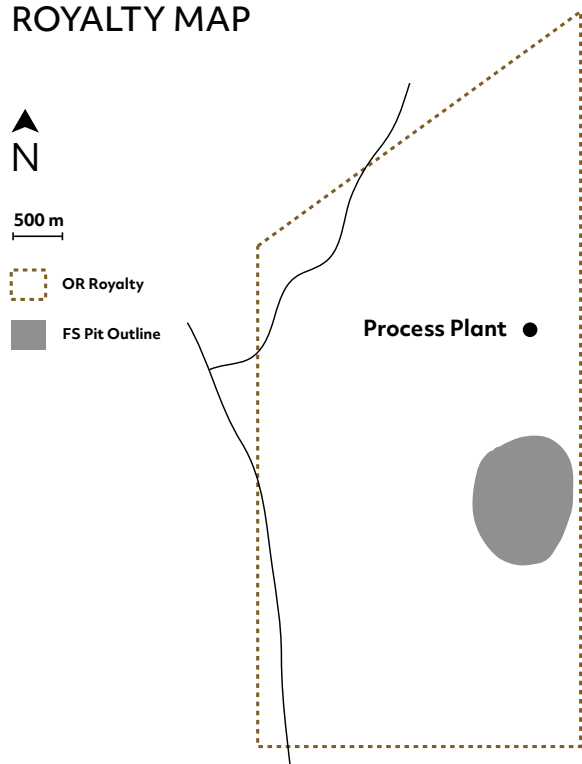 ROYALTY MAP
N
500 m
OR Royalty
FS Pit Outline
Process Plant